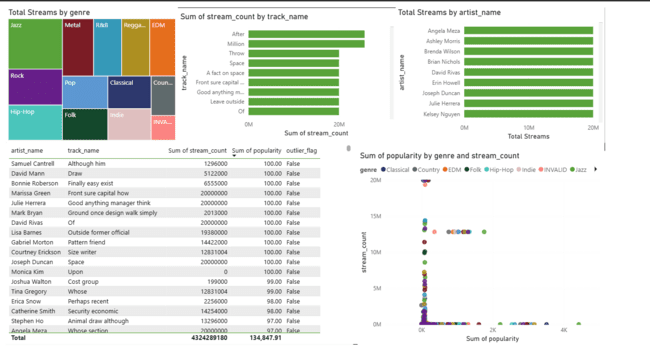 Total Streams by genre
Jazz
Metal
R&B
Regga...
EDM
Rock
Pop
Classical
Coun...
Hip-Hop
Folk
Indie
INVA...
Sum of stream_count by track_name
track_name
After
Million
Throw
Space
A fact on space
Front sure capital ...
Good anything m...
Leave outside
Of
0M
10M
20M
Sum of stream_count
Total Streams by artist_name
artist_name
Angela Meza
Ashley Morris
Brenda Wilson
Brian Nichols
David Rivas
Erin Howell
Joseph Duncan
Julie Herrera
Kelsey Nguyen
0M
10M
20M
Total Streams
artist_name track_name Sum of stream_count Sum of popularity outlier_flag
Samuel Cantrell Although him 1296000 100.00 False
David Mann Draw 5122000 100.00 False
Bonnie Roberson Finally easy exist 6555000 100.00 False
Marissa Green Front sure capital how 20000000 100.00 False
Julie Herrera Good anything manager think 20000000 100.00 False
Mark Bryan Ground once design walk simply 2013000 100.00 False
David Rivas Of 20000000 100.00 False
Lisa Barnes Outside former official 19380000 100.00 False
Gabriel Morton Pattern friend 14422000 100.00 False
Courtney Erickson Size writer 12831004 100.00 False
Joseph Duncan Space 20000000 100.00 False
Monica Kim Upon 0 100.00 False
Joshua Walton Cost group 199000 99.00 False
Tina Gregory Whose 12831004 99.00 False
Erica Snow Perhaps recent 2256000 98.00 False
Catherine Smith Security economic 14254000 98.00 False
Stephen Ho Animal draw although 13296000 97.00 False
Angela Meza Whose section 20000000 97.00 False
Total 4324289180 134,847.91
Sum of popularity by genre and stream_count
genre Classical Country EDM Folk Hip-Hop Indie INVALID Jazz
stream_count
20M
15M
10M
5M
0M
0K
2K
4K
Sum of popularity